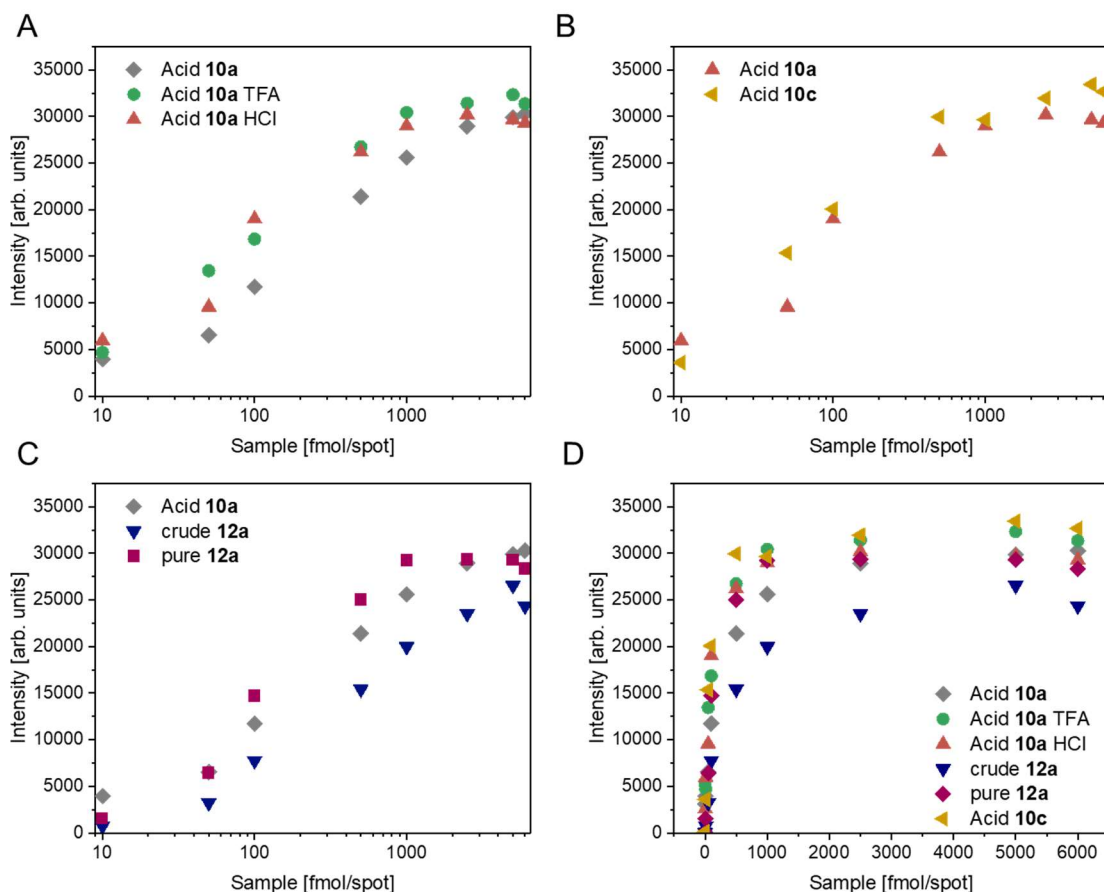 A
Intensity [arb. units]
35000
30000
25000
20000
15000
10000
5000
0
Acid 10a
Acid 10a TFA
Acid 10a HCl
10
100
1000
Sample [fmol/spot]
B
Intensity [arb. units]
35000
30000
25000
20000
15000
10000
5000
0
Acid 10a
Acid 10c
10
100
1000
Sample [fmol/spot]
C
Intensity [arb. units]
35000
30000
25000
20000
15000
10000
5000
0
Acid 10a
crude 12a
pure 12a
10
100
1000
Sample [fmol/spot]
D
Intensity [arb. units]
35000
30000
25000
20000
15000
10000
5000
0
Acid 10a
Acid 10a TFA
Acid 10a HCl
crude 12a
pure 12a
Acid 10c
0 1000 2000 3000 4000 5000 6000
Sample [fmol/spot]